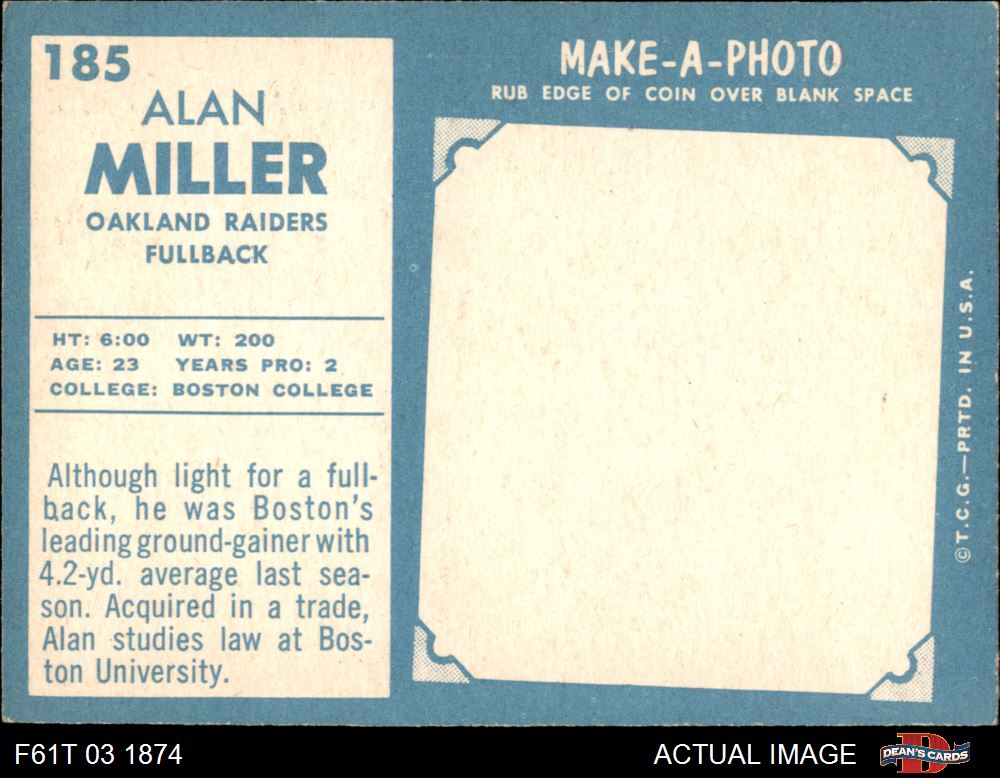 185
ALAN
MILLER
OAKLAND RAIDERS
FULLBACK
HT: 6:00 WT: 200
AGE: 23 YEARS PRO: 2
COLLEGE: BOSTON COLLEGE
Although light for a full-
back, he was Boston's
leading ground-gainer with
4.2-yd. average last sea-
son. Acquired in a trade,
Alan studies law at Bos-
ton University.
MAKE-A-PHOTO
RUB EDGE OF COIN OVER BLANK SPACE
©T.C.G.—PRTD. IN U.S.A.
F61T 03 1874
ACTUAL IMAGE
DEAN'S CARDS